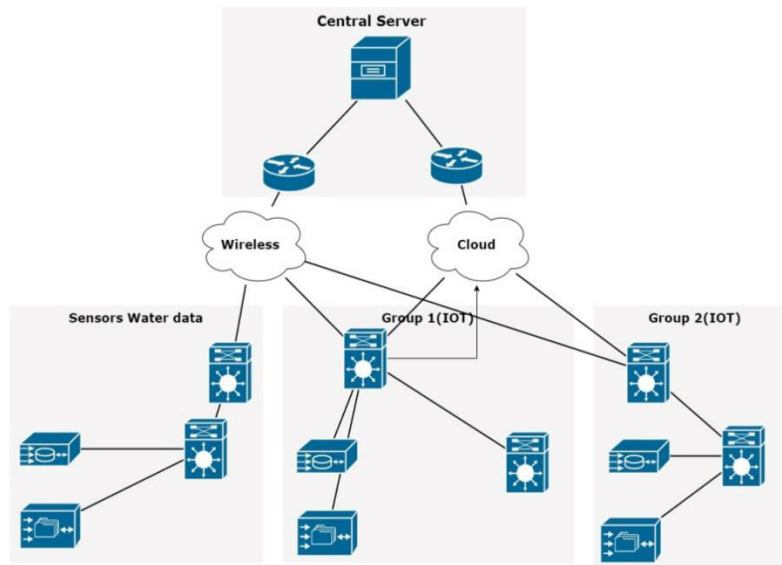 Central Server
Wireless
Cloud
Sensors Water data
Group 1(IOT)
Group 2(IOT)